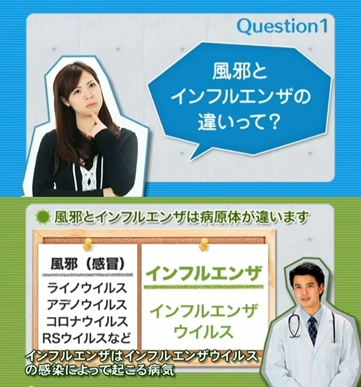 Question1
風邪と
インフルエンザの
違いって？
風邪とインフルエンザは病原体が違います
風邪（感冒）
ライノウイルス
アデノウイルス
コロナウイルス
RSウイルスなど
インフルエンザ
インフルエンザ
ウイルス
インフルエンザはインフルエンザウイルス
の感染によって起こる病気